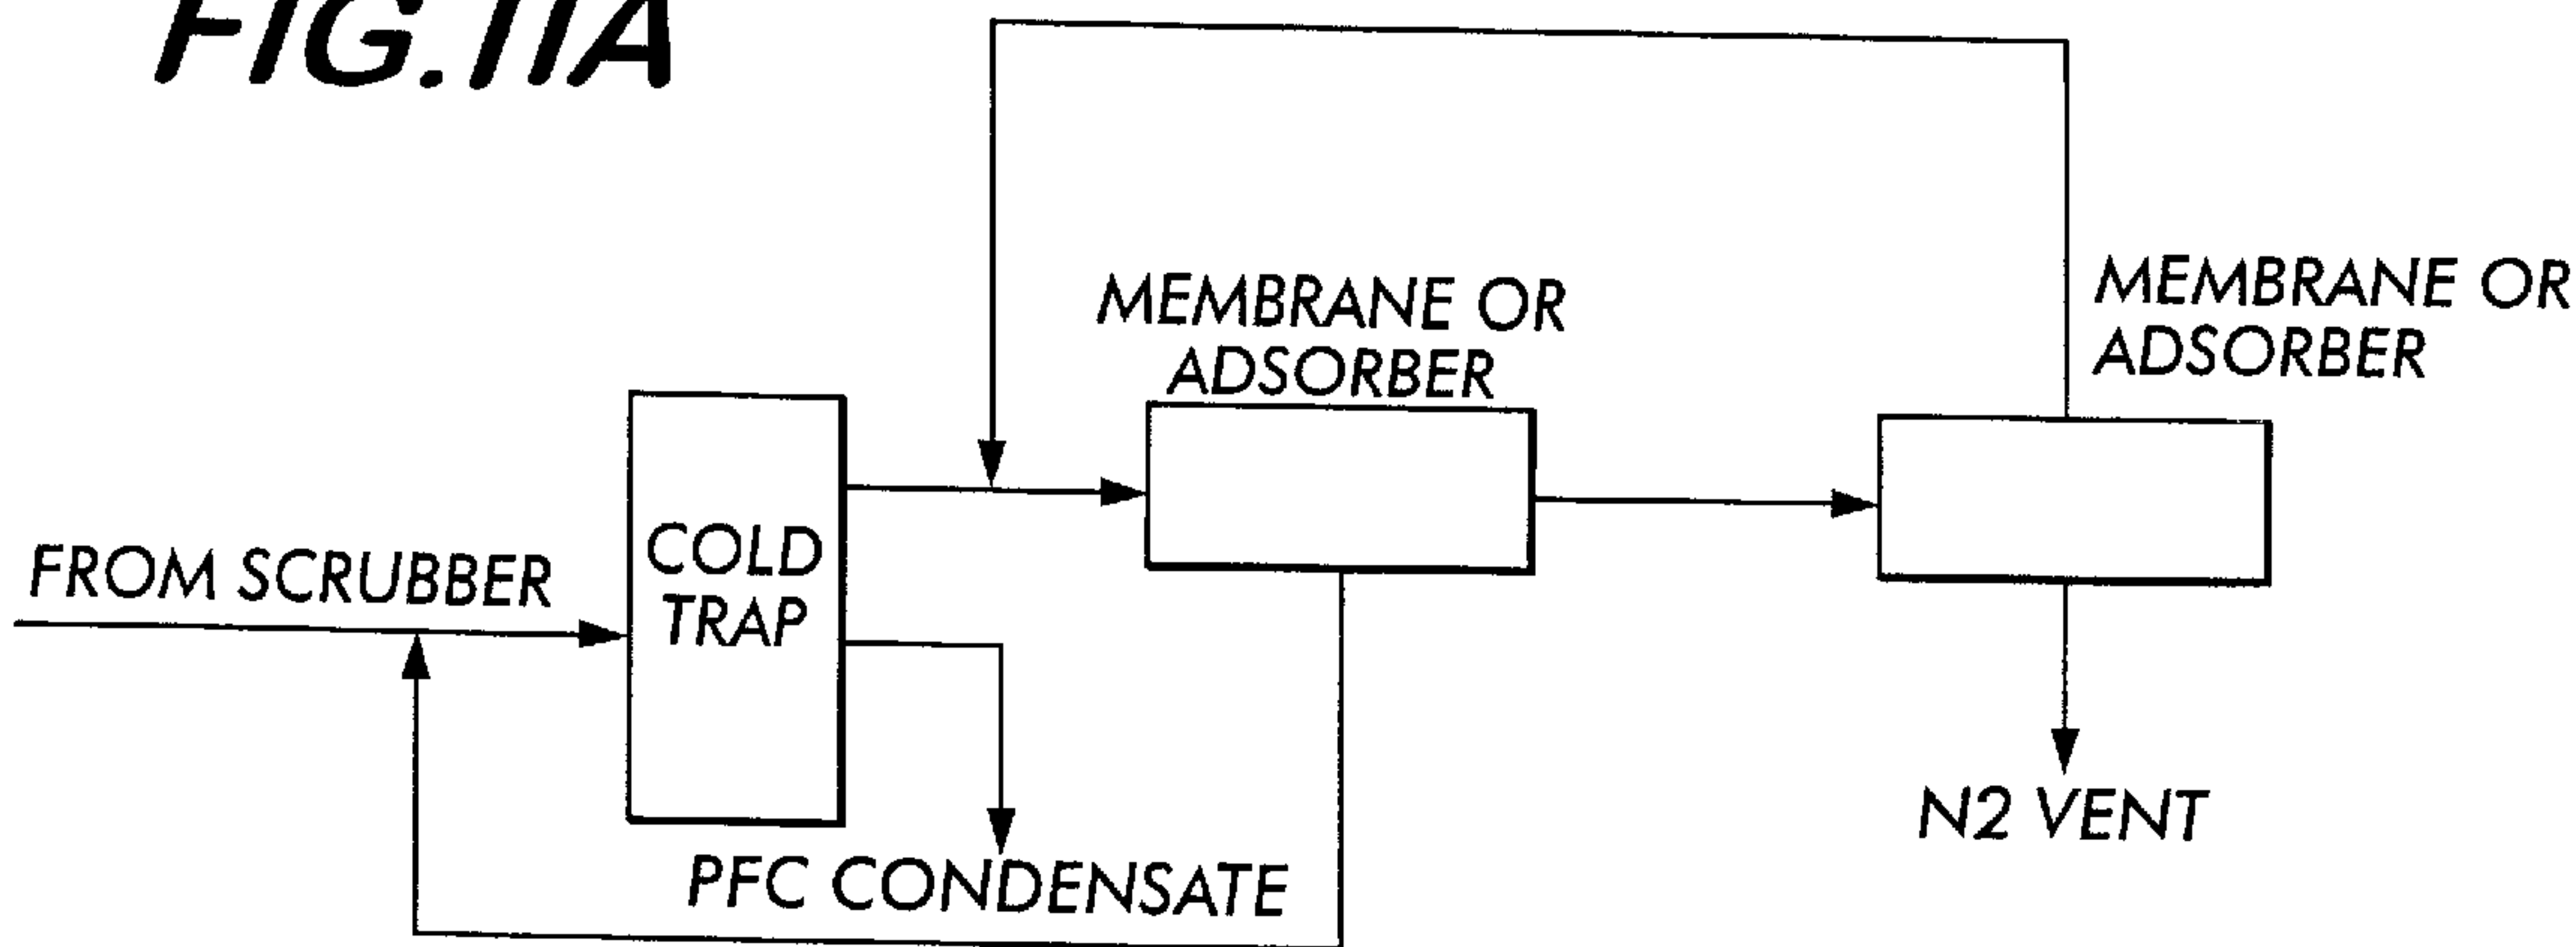 FIG.11A
MEMBRANE OR
ADSORBER
MEMBRANE OR
ADSORBER
COLD
TRAP
FROM SCRUBBER
PFC CONDENSATE
N2 VENT